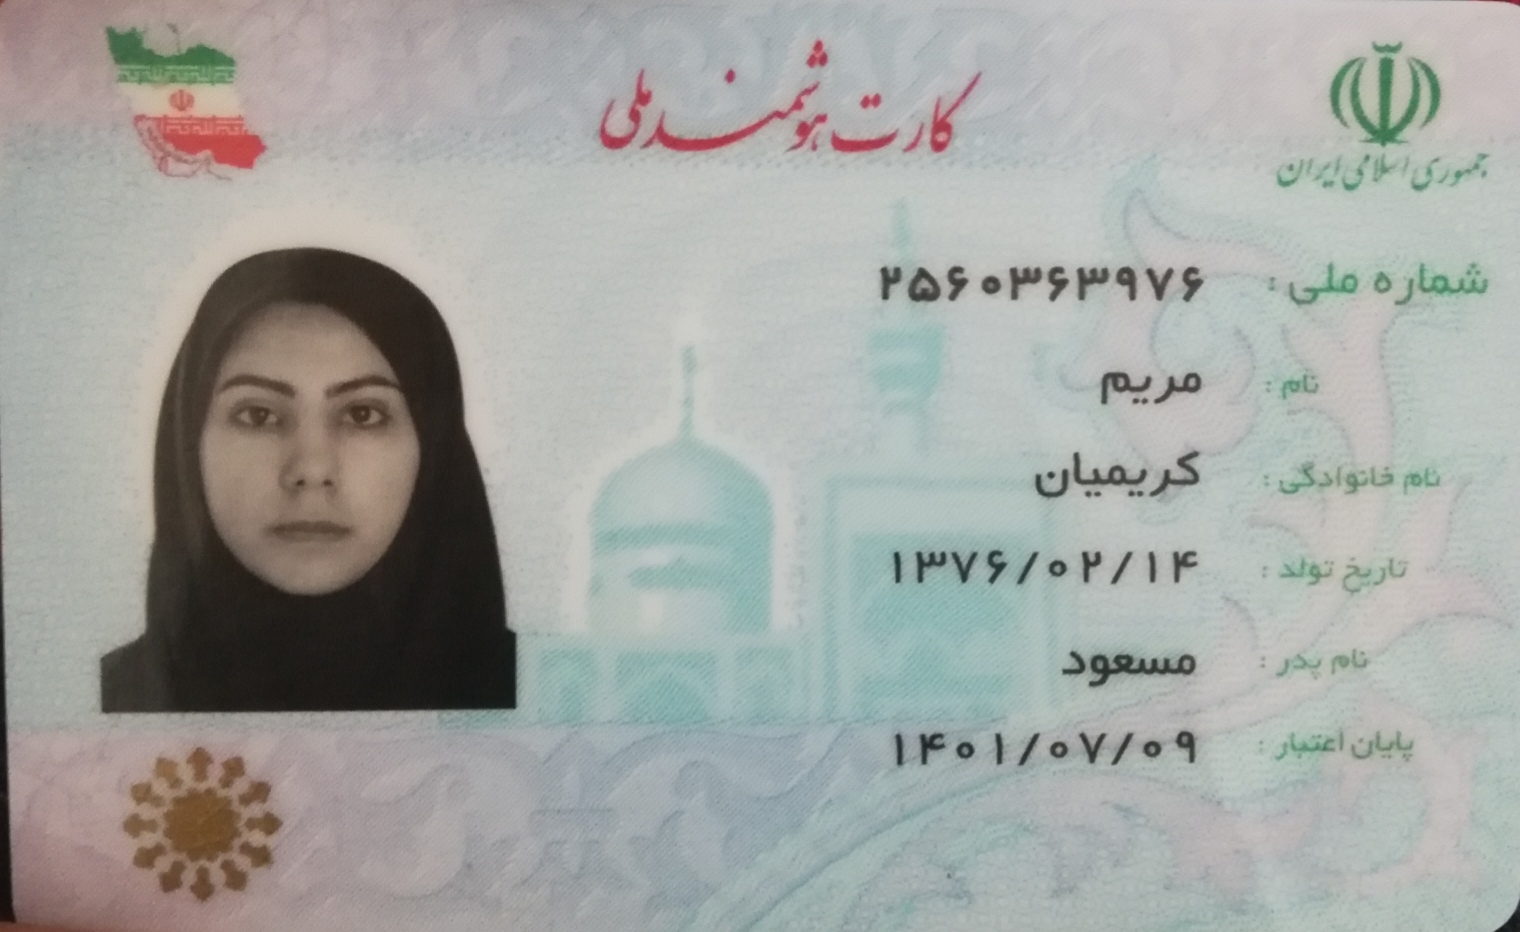 کارت هوشمند ملی
جمهوری اسلامی ایران
شماره ملی : ۲۵۶۰۳۶۳۹۷۶
نام : مریم
نام خانوادگی : کریمیان
تاریخ تولد : ۱۳۷۶/۰۲/۱۴
نام پدر : مسعود
پایان اعتبار : ۱۴۰۱/۰۷/۰۹